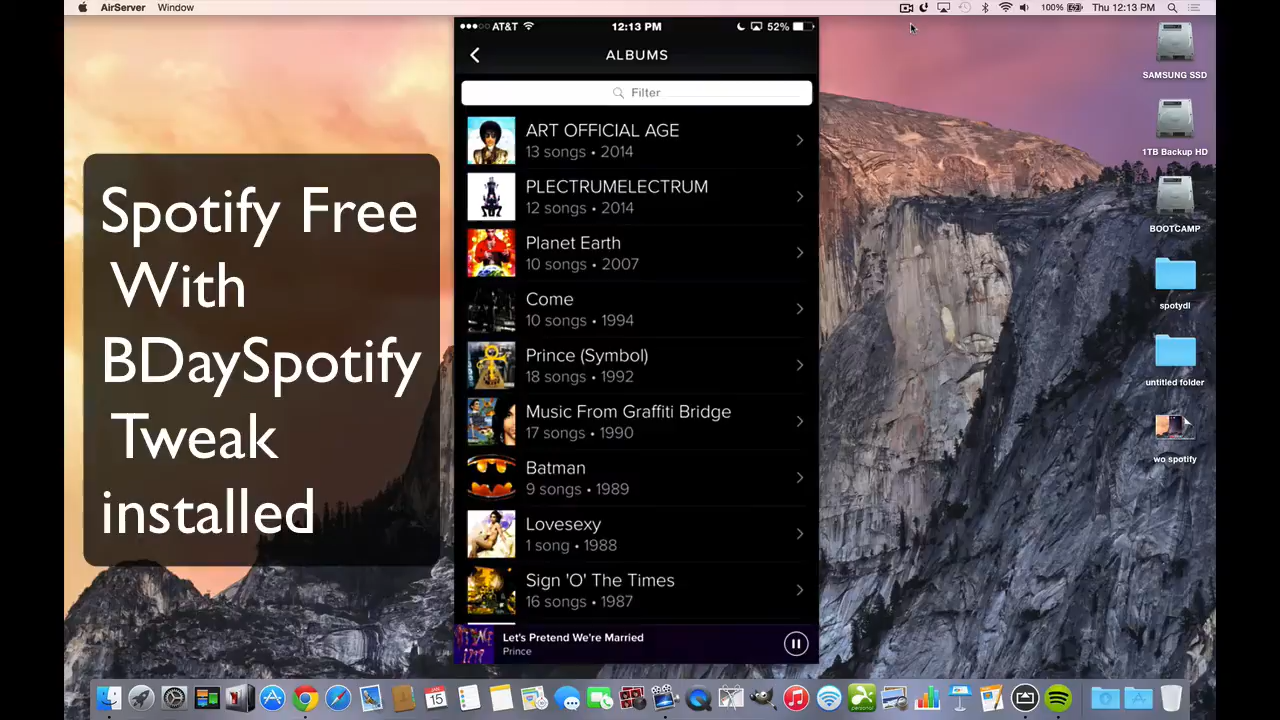 AirServer Window
100% Thu 12:13 PM
AT&T 12:13 PM 52%
ALBUMS
Filter
ART OFFICIAL AGE
13 songs • 2014
PLECTRUMELECTRUM
12 songs • 2014
Planet Earth
10 songs • 2007
Come
10 songs • 1994
Prince (Symbol)
18 songs • 1992
Music From Graffiti Bridge
17 songs • 1990
Batman
9 songs • 1989
Lovesexy
1 song • 1988
Sign 'O' The Times
16 songs • 1987
Let's Pretend We're Married
Prince
Spotify Free
With
BDaySpotify
Tweak
installed
SAMSUNG SSD
1TB Backup HD
BOOTCAMP
spotydl
untitled folder
wo spotify
15